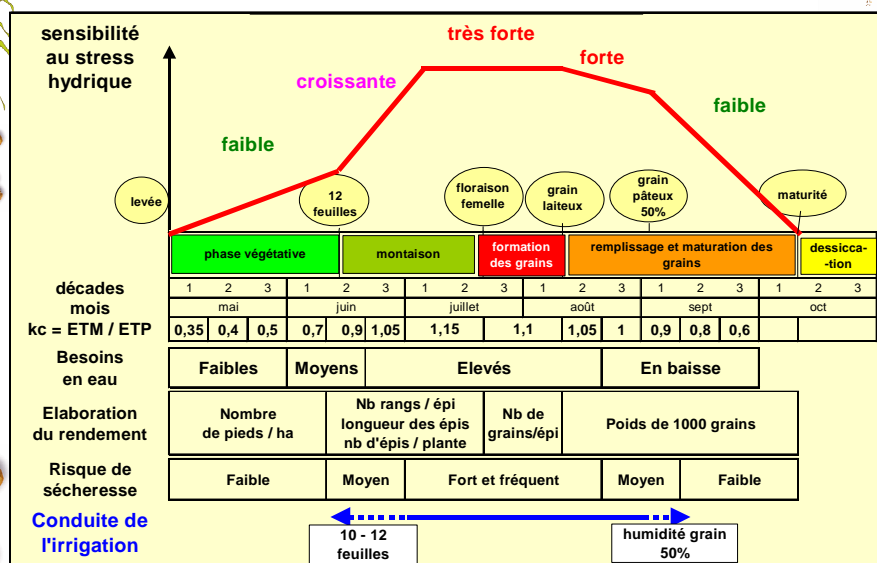 sensibilité
au stress
hydrique
très forte
forte
croissante
faible
faible
levée
12
feuilles
floraison
femelle
grain
laiteux
grain
pâteux
50%
maturité
phase végétative
montaison
formation
des grains
remplissage et maturation des
grains
dessicca-
-tion
décades 1 2 3 1 2 3 1 2 3 1 2 3 1 2 3 1 2 3
mois mai juin juillet août sept oct
kc = ETM / ETP 0,35 0,4 0,5 0,7 0,9 1,05 1,15 1,1 1,05 1 0,9 0,8 0,6
Besoins
en eau
Faibles Moyens Elevés En baisse
Elaboration
du rendement
Nombre
de pieds / ha
Nb rangs / épi
longueur des épis
nb d'épis / plante
Nb de
grains/épi
Poids de 1000 grains
Risque de
sécheresse
Faible Moyen Fort et fréquent Moyen Faible
Conduite de
l'irrigation
10 - 12
feuilles
humidité grain
50%